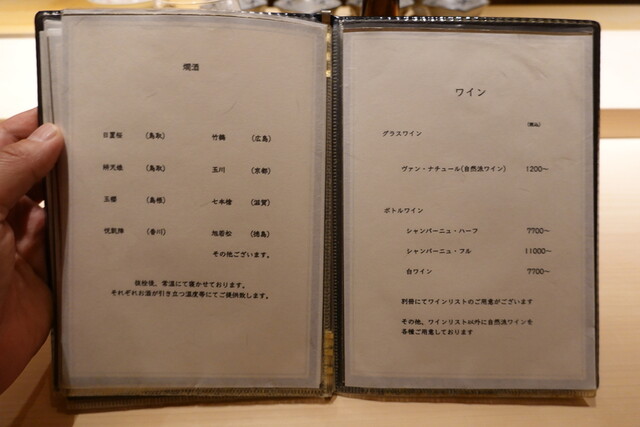 燗酒
日置桜 (鳥取) 竹鶴 (広島)
辨天娘 (鳥取) 玉川 (京都)
玉櫻 (島根) 七本槍 (滋賀)
悦凱陣 (香川) 旭若松 (徳島)
その他ございます。
抜栓後、常温にて寝かせております。
それぞれお酒が引き立つ温度帯にてご提供致します。
ワイン
(税込)
グラスワイン
ヴァン・ナチュール(自然派ワイン) 1200~
ボトルワイン
シャンパーニュ・ハーフ 7700~
シャンパーニュ・フル 11000~
白ワイン 7700~
別冊にてワインリストのご用意がございます
その他、ワインリスト以外に自然派ワインを
各種ご用意しております